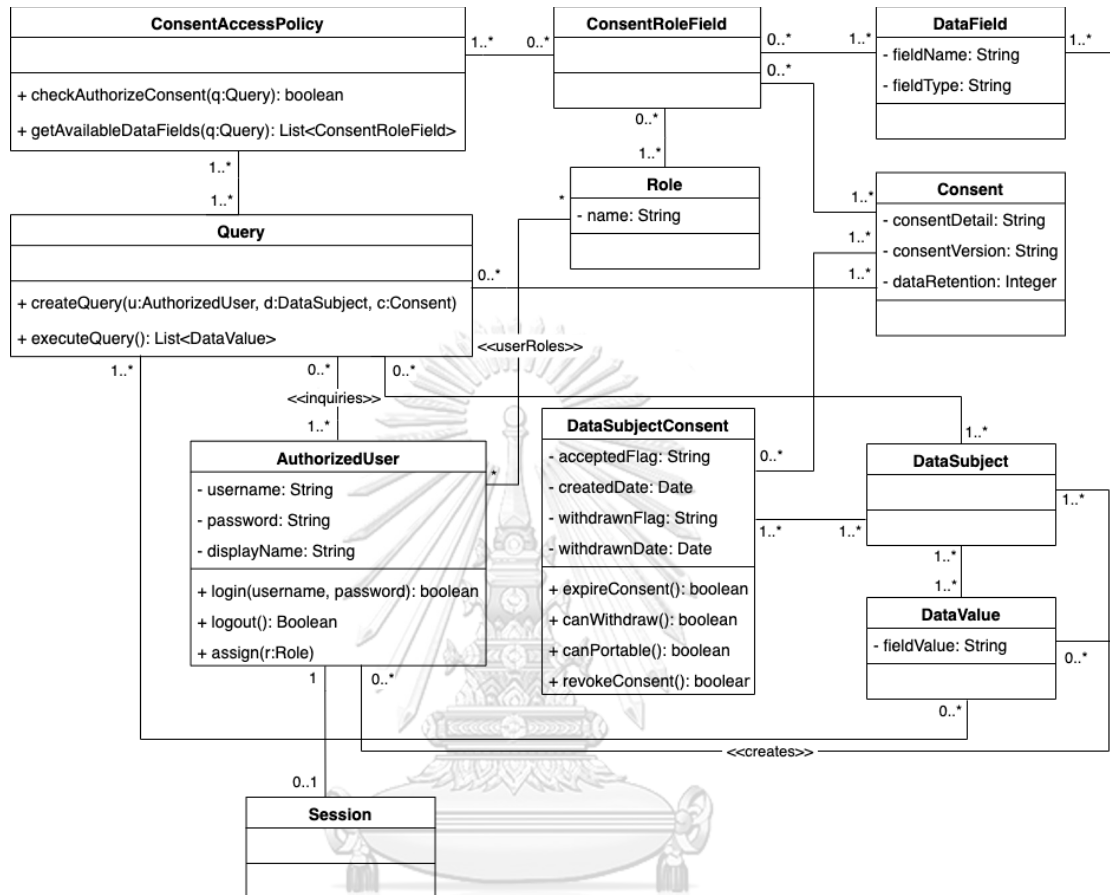 ConsentAccessPolicy
+ checkAuthorizeConsent(q:Query): boolean
+ getAvailableDataFields(q:Query): List<ConsentRoleField>
1..*
0..*
ConsentRoleField
0..*
1..*
0..*
DataField
- fieldName: String
- fieldType: String
1..*
0..*
1..*
1..*
1..*
Role
- name: String
*
Consent
- consentDetail: String
- consentVersion: String
- dataRetention: Integer
1..*
1..*
1..*
Query
+ createQuery(u:AuthorizedUser, d:DataSubject, c:Consent)
+ executeQuery(): List<DataValue>
0..*
<<userRoles>>
1..*
0..*
0..*
<<inquiries>>
1..*
AuthorizedUser
- username: String
- password: String
- displayName: String
+ login(username, password): boolean
+ logout(): Boolean
+ assign(r:Role)
*
DataSubjectConsent
- acceptedFlag: String
- createdDate: Date
- withdrawnFlag: String
- withdrawnDate: Date
+ expireConsent(): boolean
+ canWithdraw(): boolean
+ canPortable(): boolean
+ revokeConsent(): boolear
0..*
1..*
1..*
1..*
DataSubject
1..*
1..*
1..*
DataValue
- fieldValue: String
0..*
0..*
1
0..*
<<creates>>
0..1
Session